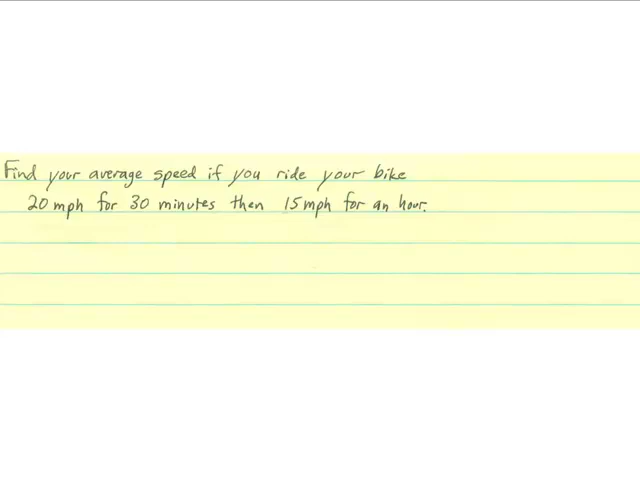 Find your average speed if you ride your bike
20 mph for 30 minutes then 15 mph for an hour.